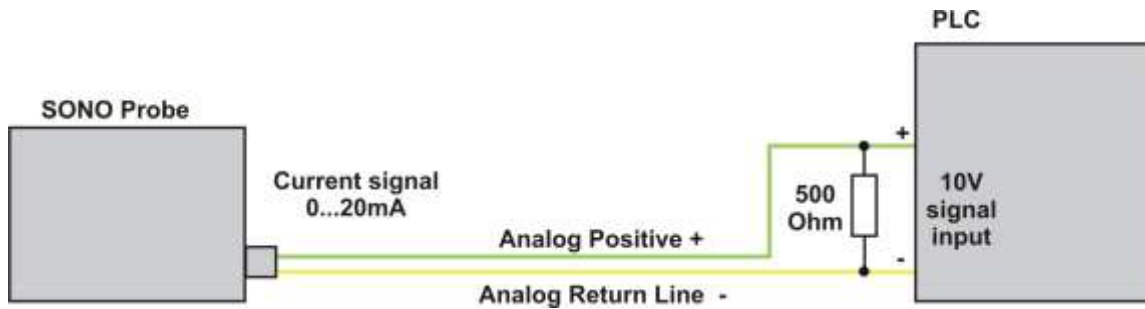 PLC
SONO Probe
Current signal
0...20mA
+
500
Ohm
10V
signal
input
Analog Positive +
-
Analog Return Line -